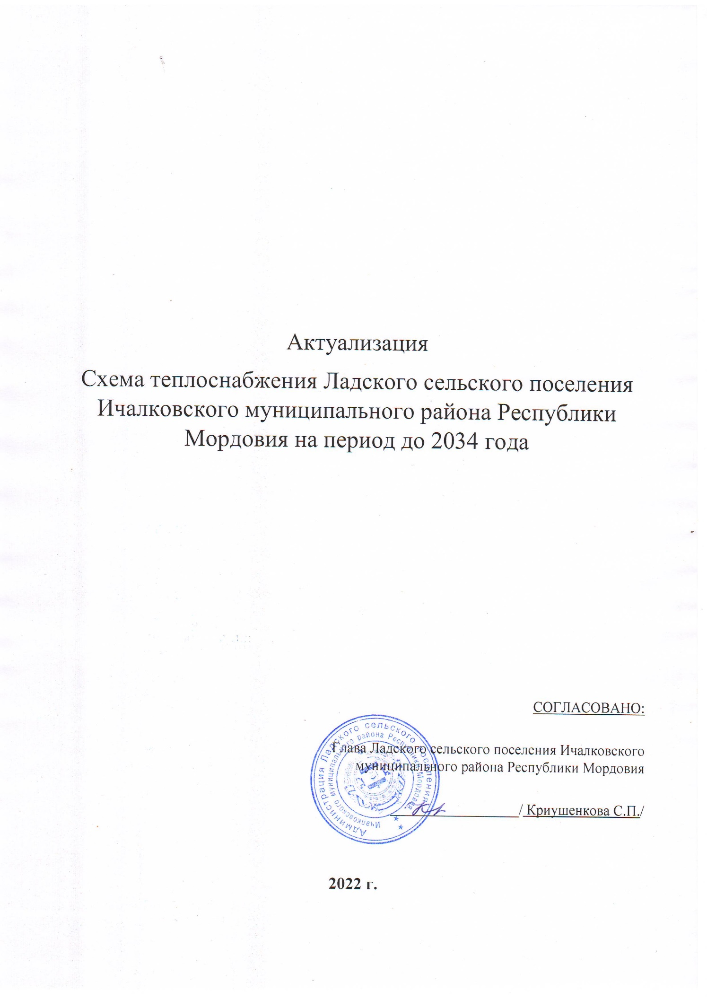 Актуализация
Схема теплоснабжения Ладского сельского поселения
Ичалковского муниципального района Республики
Мордовия на период до 2034 года
СОГЛАСОВАНО:
Глава Ладского сельского поселения Ичалковского
муниципального района Республики Мордовия
/ Криушенкова С.П./
Администрация Ладского сельского поселения
Ичалковского муниципального района Республики Мордовия
2022 г.